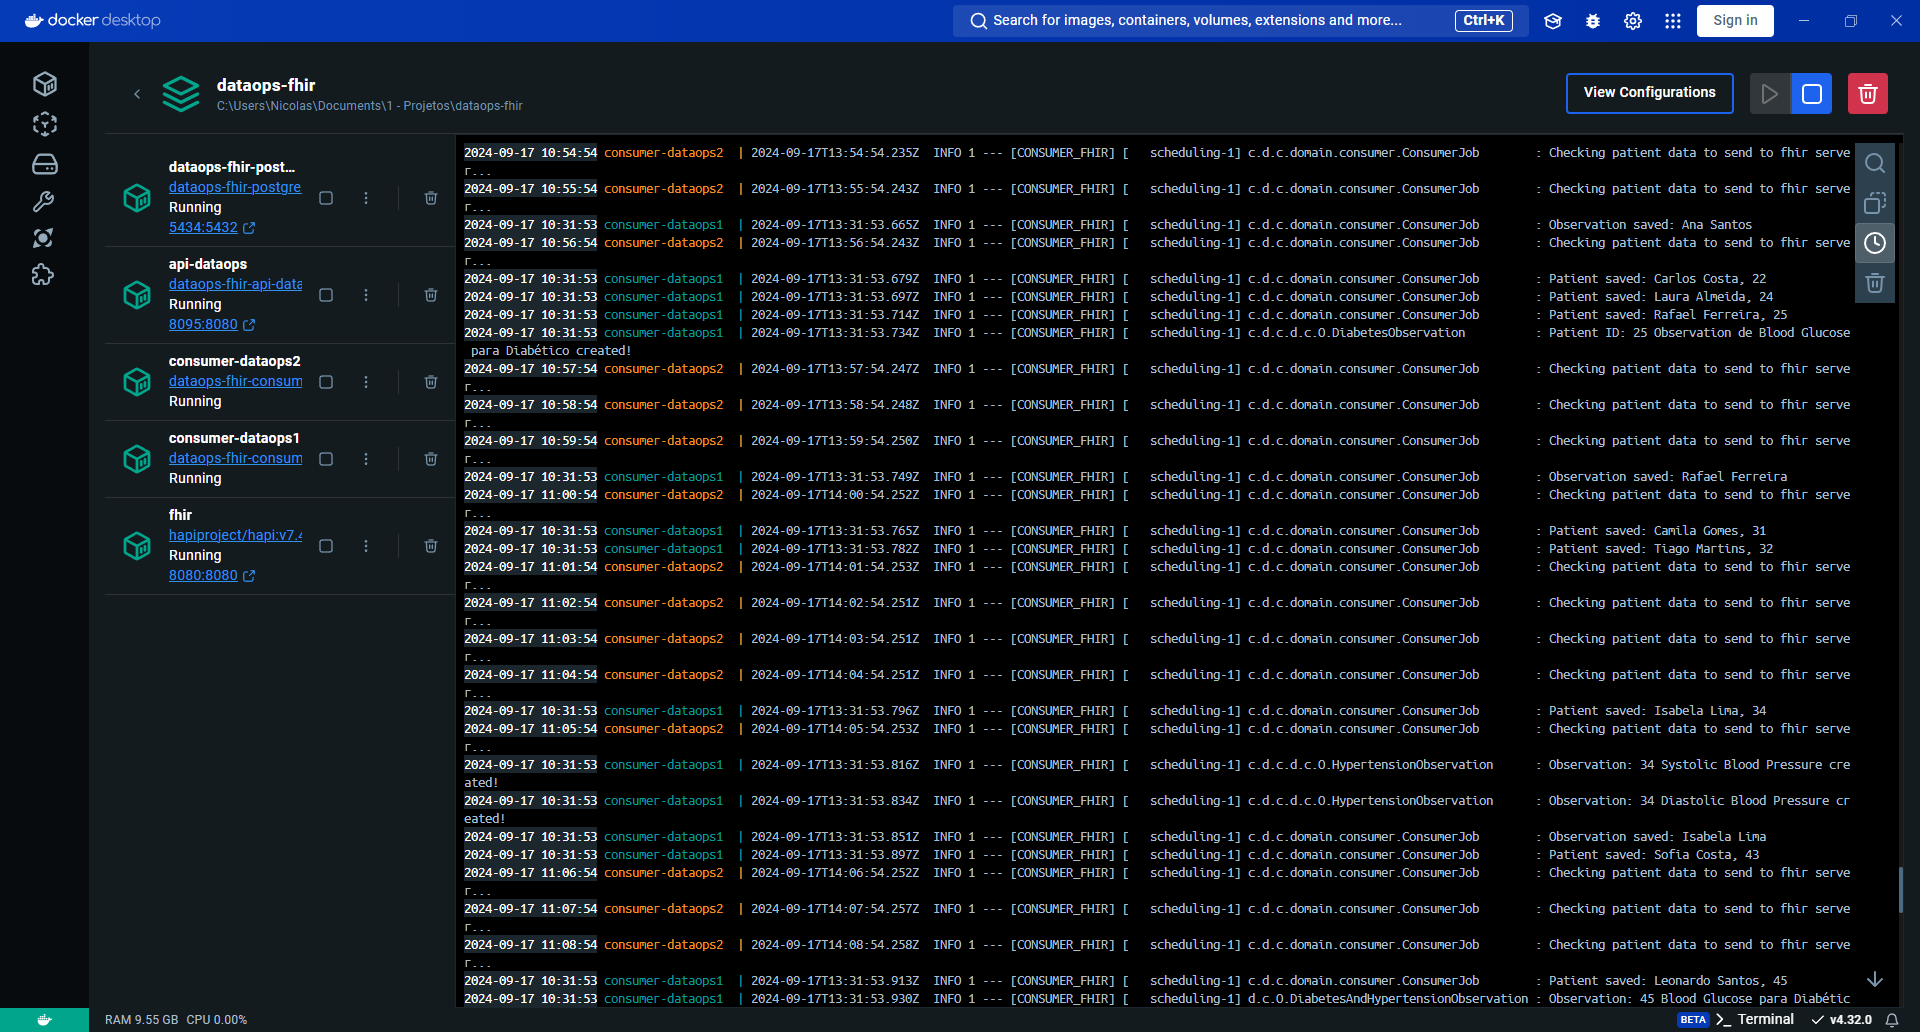 docker desktop
Search for images, containers, volumes, extensions and more...
Ctrl+K
Sign in
dataops-fhir
C:\Users\Nicolas\Documents\1 - Projetos\dataops-fhir
View Configurations
dataops-fhir-post...
dataops-fhir-postgre
Running
5434:5432
api-dataops
dataops-fhir-api-data
Running
8095:8080
consumer-dataops2
dataops-fhir-consum
Running
consumer-dataops1
dataops-fhir-consum
Running
fhir
hapiproject/hapi:v7.4
Running
8080:8080
2024-09-17 10:54:54 consumer-dataops2 | 2024-09-17T13:54:54.235Z INFO 1 --- [CONSUMER_FHIR] [ scheduling-1] c.d.c.domain.consumer.ConsumerJob : Checking patient data to send to fhir serve
r...
2024-09-17 10:55:54 consumer-dataops2 | 2024-09-17T13:55:54.243Z INFO 1 --- [CONSUMER_FHIR] [ scheduling-1] c.d.c.domain.consumer.ConsumerJob : Checking patient data to send to fhir serve
r...
2024-09-17 10:31:53 consumer-dataops1 | 2024-09-17T13:31:53.665Z INFO 1 --- [CONSUMER_FHIR] [ scheduling-1] c.d.c.domain.consumer.ConsumerJob : Observation saved: Ana Santos
2024-09-17 10:56:54 consumer-dataops2 | 2024-09-17T13:56:54.243Z INFO 1 --- [CONSUMER_FHIR] [ scheduling-1] c.d.c.domain.consumer.ConsumerJob : Checking patient data to send to fhir serve
r...
2024-09-17 10:31:53 consumer-dataops1 | 2024-09-17T13:31:53.679Z INFO 1 --- [CONSUMER_FHIR] [ scheduling-1] c.d.c.domain.consumer.ConsumerJob : Patient saved: Carlos Costa, 22
2024-09-17 10:31:53 consumer-dataops1 | 2024-09-17T13:31:53.697Z INFO 1 --- [CONSUMER_FHIR] [ scheduling-1] c.d.c.domain.consumer.ConsumerJob : Patient saved: Laura Almeida, 24
2024-09-17 10:31:53 consumer-dataops1 | 2024-09-17T13:31:53.714Z INFO 1 --- [CONSUMER_FHIR] [ scheduling-1] c.d.c.domain.consumer.ConsumerJob : Patient saved: Rafael Ferreira, 25
2024-09-17 10:31:53 consumer-dataops1 | 2024-09-17T13:31:53.734Z INFO 1 --- [CONSUMER_FHIR] [ scheduling-1] c.d.c.d.c.O.DiabetesObservation : Patient ID: 25 Observation de Blood Glucose
para Diabético created!
2024-09-17 10:57:54 consumer-dataops2 | 2024-09-17T13:57:54.247Z INFO 1 --- [CONSUMER_FHIR] [ scheduling-1] c.d.c.domain.consumer.ConsumerJob : Checking patient data to send to fhir serve
r...
2024-09-17 10:58:54 consumer-dataops2 | 2024-09-17T13:58:54.248Z INFO 1 --- [CONSUMER_FHIR] [ scheduling-1] c.d.c.domain.consumer.ConsumerJob : Checking patient data to send to fhir serve
r...
2024-09-17 10:59:54 consumer-dataops2 | 2024-09-17T13:59:54.250Z INFO 1 --- [CONSUMER_FHIR] [ scheduling-1] c.d.c.domain.consumer.ConsumerJob : Checking patient data to send to fhir serve
r...
2024-09-17 10:31:53 consumer-dataops1 | 2024-09-17T13:31:53.749Z INFO 1 --- [CONSUMER_FHIR] [ scheduling-1] c.d.c.domain.consumer.ConsumerJob : Observation saved: Rafael Ferreira
2024-09-17 11:00:54 consumer-dataops2 | 2024-09-17T14:00:54.252Z INFO 1 --- [CONSUMER_FHIR] [ scheduling-1] c.d.c.domain.consumer.ConsumerJob : Checking patient data to send to fhir serve
r...
2024-09-17 10:31:53 consumer-dataops1 | 2024-09-17T13:31:53.765Z INFO 1 --- [CONSUMER_FHIR] [ scheduling-1] c.d.c.domain.consumer.ConsumerJob : Patient saved: Camila Gomes, 31
2024-09-17 10:31:53 consumer-dataops1 | 2024-09-17T13:31:53.782Z INFO 1 --- [CONSUMER_FHIR] [ scheduling-1] c.d.c.domain.consumer.ConsumerJob : Patient saved: Tiago Martins, 32
2024-09-17 11:01:54 consumer-dataops2 | 2024-09-17T14:01:54.253Z INFO 1 --- [CONSUMER_FHIR] [ scheduling-1] c.d.c.domain.consumer.ConsumerJob : Checking patient data to send to fhir serve
r...
2024-09-17 11:02:54 consumer-dataops2 | 2024-09-17T14:02:54.251Z INFO 1 --- [CONSUMER_FHIR] [ scheduling-1] c.d.c.domain.consumer.ConsumerJob : Checking patient data to send to fhir serve
r...
2024-09-17 11:03:54 consumer-dataops2 | 2024-09-17T14:03:54.251Z INFO 1 --- [CONSUMER_FHIR] [ scheduling-1] c.d.c.domain.consumer.ConsumerJob : Checking patient data to send to fhir serve
r...
2024-09-17 11:04:54 consumer-dataops2 | 2024-09-17T14:04:54.251Z INFO 1 --- [CONSUMER_FHIR] [ scheduling-1] c.d.c.domain.consumer.ConsumerJob : Checking patient data to send to fhir serve
r...
2024-09-17 10:31:53 consumer-dataops1 | 2024-09-17T13:31:53.796Z INFO 1 --- [CONSUMER_FHIR] [ scheduling-1] c.d.c.domain.consumer.ConsumerJob : Patient saved: Isabela Lima, 34
2024-09-17 11:05:54 consumer-dataops2 | 2024-09-17T14:05:54.253Z INFO 1 --- [CONSUMER_FHIR] [ scheduling-1] c.d.c.domain.consumer.ConsumerJob : Checking patient data to send to fhir serve
r...
2024-09-17 10:31:53 consumer-dataops1 | 2024-09-17T13:31:53.816Z INFO 1 --- [CONSUMER_FHIR] [ scheduling-1] c.d.c.d.c.O.HypertensionObservation : Observation: 34 Systolic Blood Pressure cre
ated!
2024-09-17 10:31:53 consumer-dataops1 | 2024-09-17T13:31:53.834Z INFO 1 --- [CONSUMER_FHIR] [ scheduling-1] c.d.c.d.c.O.HypertensionObservation : Observation: 34 Diastolic Blood Pressure cr
eated!
2024-09-17 10:31:53 consumer-dataops1 | 2024-09-17T13:31:53.851Z INFO 1 --- [CONSUMER_FHIR] [ scheduling-1] c.d.c.domain.consumer.ConsumerJob : Observation saved: Isabela Lima
2024-09-17 10:31:53 consumer-dataops1 | 2024-09-17T13:31:53.897Z INFO 1 --- [CONSUMER_FHIR] [ scheduling-1] c.d.c.domain.consumer.ConsumerJob : Patient saved: Sofia Costa, 43
2024-09-17 11:06:54 consumer-dataops2 | 2024-09-17T14:06:54.252Z INFO 1 --- [CONSUMER_FHIR] [ scheduling-1] c.d.c.domain.consumer.ConsumerJob : Checking patient data to send to fhir serve
r...
2024-09-17 11:07:54 consumer-dataops2 | 2024-09-17T14:07:54.257Z INFO 1 --- [CONSUMER_FHIR] [ scheduling-1] c.d.c.domain.consumer.ConsumerJob : Checking patient data to send to fhir serve
r...
2024-09-17 11:08:54 consumer-dataops2 | 2024-09-17T14:08:54.258Z INFO 1 --- [CONSUMER_FHIR] [ scheduling-1] c.d.c.domain.consumer.ConsumerJob : Checking patient data to send to fhir serve
r...
2024-09-17 10:31:53 consumer-dataops1 | 2024-09-17T13:31:53.913Z INFO 1 --- [CONSUMER_FHIR] [ scheduling-1] c.d.c.domain.consumer.ConsumerJob : Patient saved: Leonardo Santos, 45
2024-09-17 10:31:53 consumer-dataops1 | 2024-09-17T13:31:53.930Z INFO 1 --- [CONSUMER_FHIR] [ scheduling-1] d.c.O.DiabetesAndHypertensionObservation : Observation: 45 Blood Glucose para Diabétic
RAM 9.55 GB CPU 0.00%
BETA >_ Terminal v4.32.0